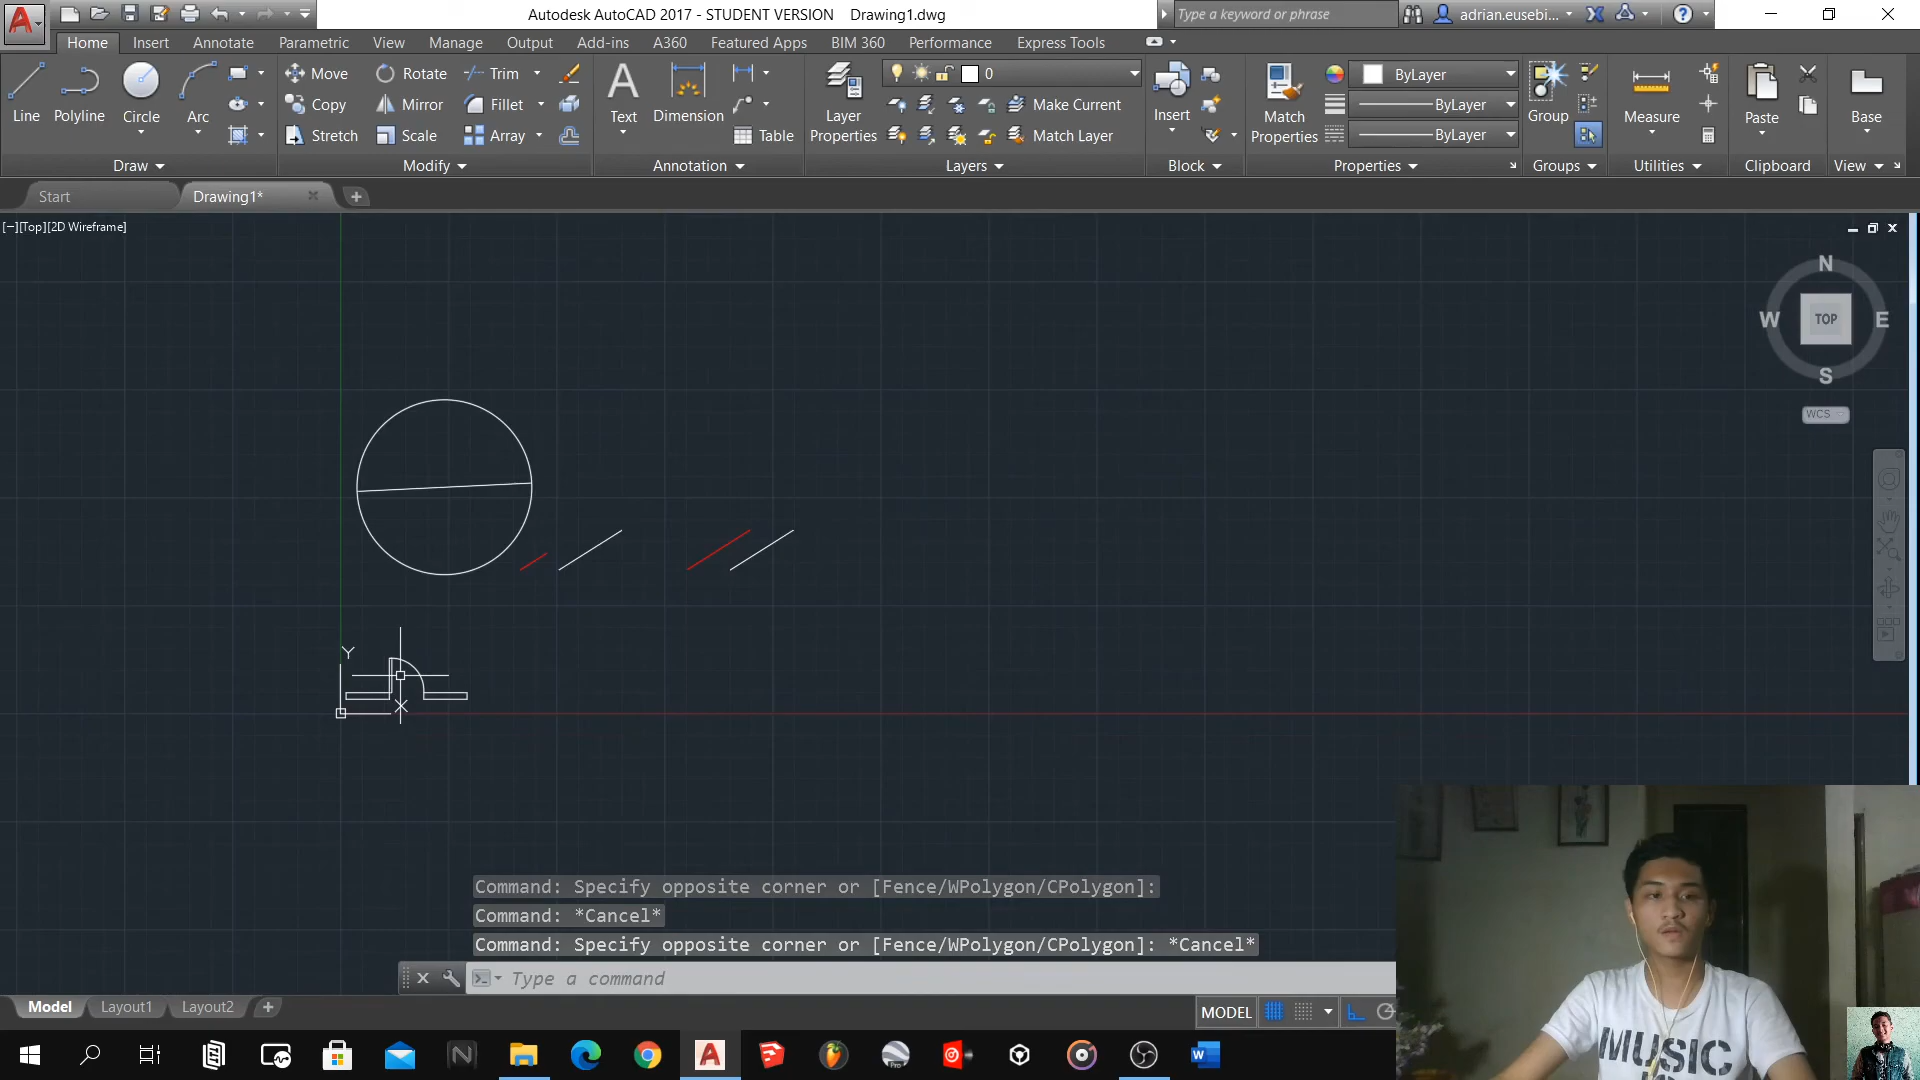 Autodesk AutoCAD 2017 - STUDENT VERSION    Drawing1.dwg
Type a keyword or phrase
adrian.eusebi...
Home Insert Annotate Parametric View Manage Output Add-ins A360 Featured Apps BIM 360 Performance Express Tools
Line Polyline Circle Arc
Move Rotate Trim
Copy Mirror Fillet
Stretch Scale Array
Text Dimension
Table
Layer Properties
0
Make Current
Match Layer
Insert
Match Properties
ByLayer
ByLayer
ByLayer
Group
Measure
Paste
Base
Draw Modify Annotation Layers Block Properties Groups Utilities Clipboard View
Start Drawing1*
[−][Top][2D Wireframe]
N
W TOP E
S
WCS
Y
X
Command: Specify opposite corner or [Fence/WPolygon/CPolygon]:
Command: *Cancel*
Command: Specify opposite corner or [Fence/WPolygon/CPolygon]: *Cancel*
Type a command
Model Layout1 Layout2
MODEL
MUSIC